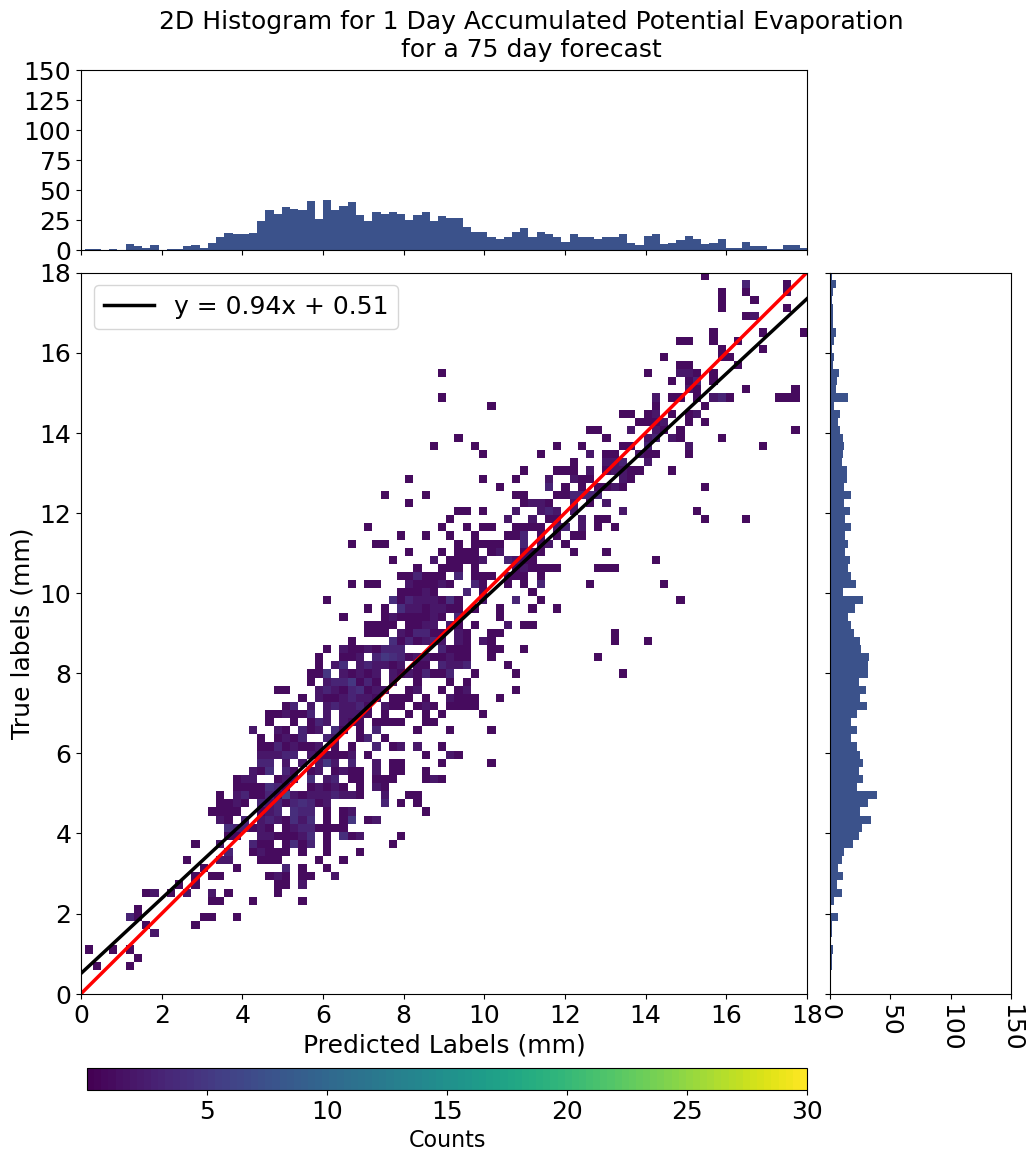 2D Histogram for 1 Day Accumulated Potential Evaporation
for a 75 day forecast
150
125
100
75
50
25
0
18
16
14
12
10
8
6
4
2
0
y = 0.94x + 0.51
True labels (mm)
0 2 4 6 8 10 12 14 16 18
Predicted Labels (mm)
0 50 100 150
5 10 15 20 25 30
Counts